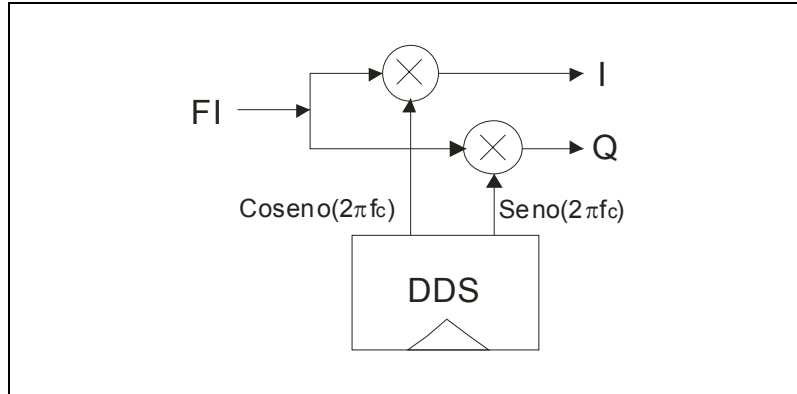 I
FI
Q
Coseno(2πfc)
Seno(2πfc)
DDS